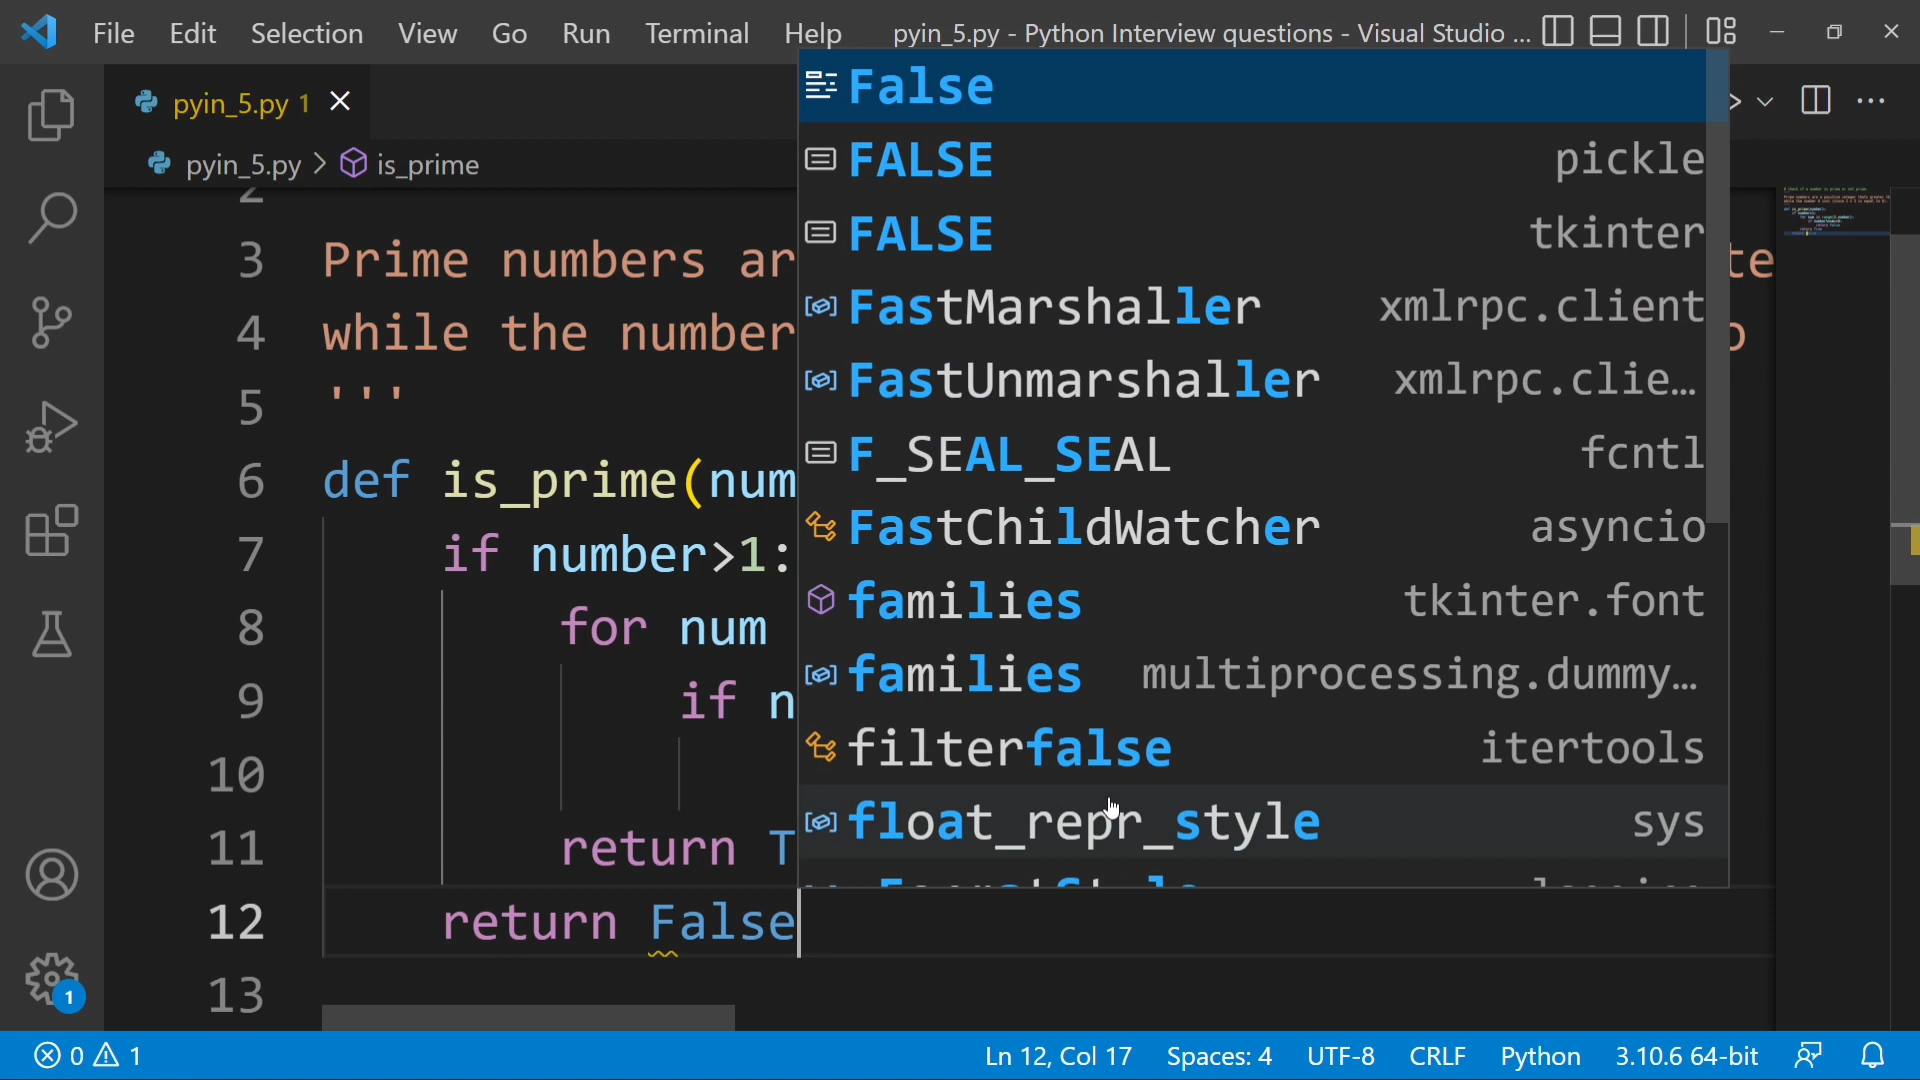 File Edit Selection View Go Run Terminal Help pyin_5.py - Python Interview questions - Visual Studio ...
pyin_5.py 1
pyin_5.py > is_prime
2
3 Prime numbers ar
4 while the number
5 '''
6 def is_prime(num
7 if number>1:
8 for num
9 if n
10
11 return T
12 return False
13
False
FALSE pickle
FALSE tkinter
FastMarshaller xmlrpc.client
FastUnmarshaller xmlrpc.clie...
F_SEAL_SEAL fcntl
FastChildWatcher asyncio
families tkinter.font
families multiprocessing.dummy...
filterfalse itertools
float_repr_style sys
te
1
0 1 Ln 12, Col 17 Spaces: 4 UTF-8 CRLF Python 3.10.6 64-bit